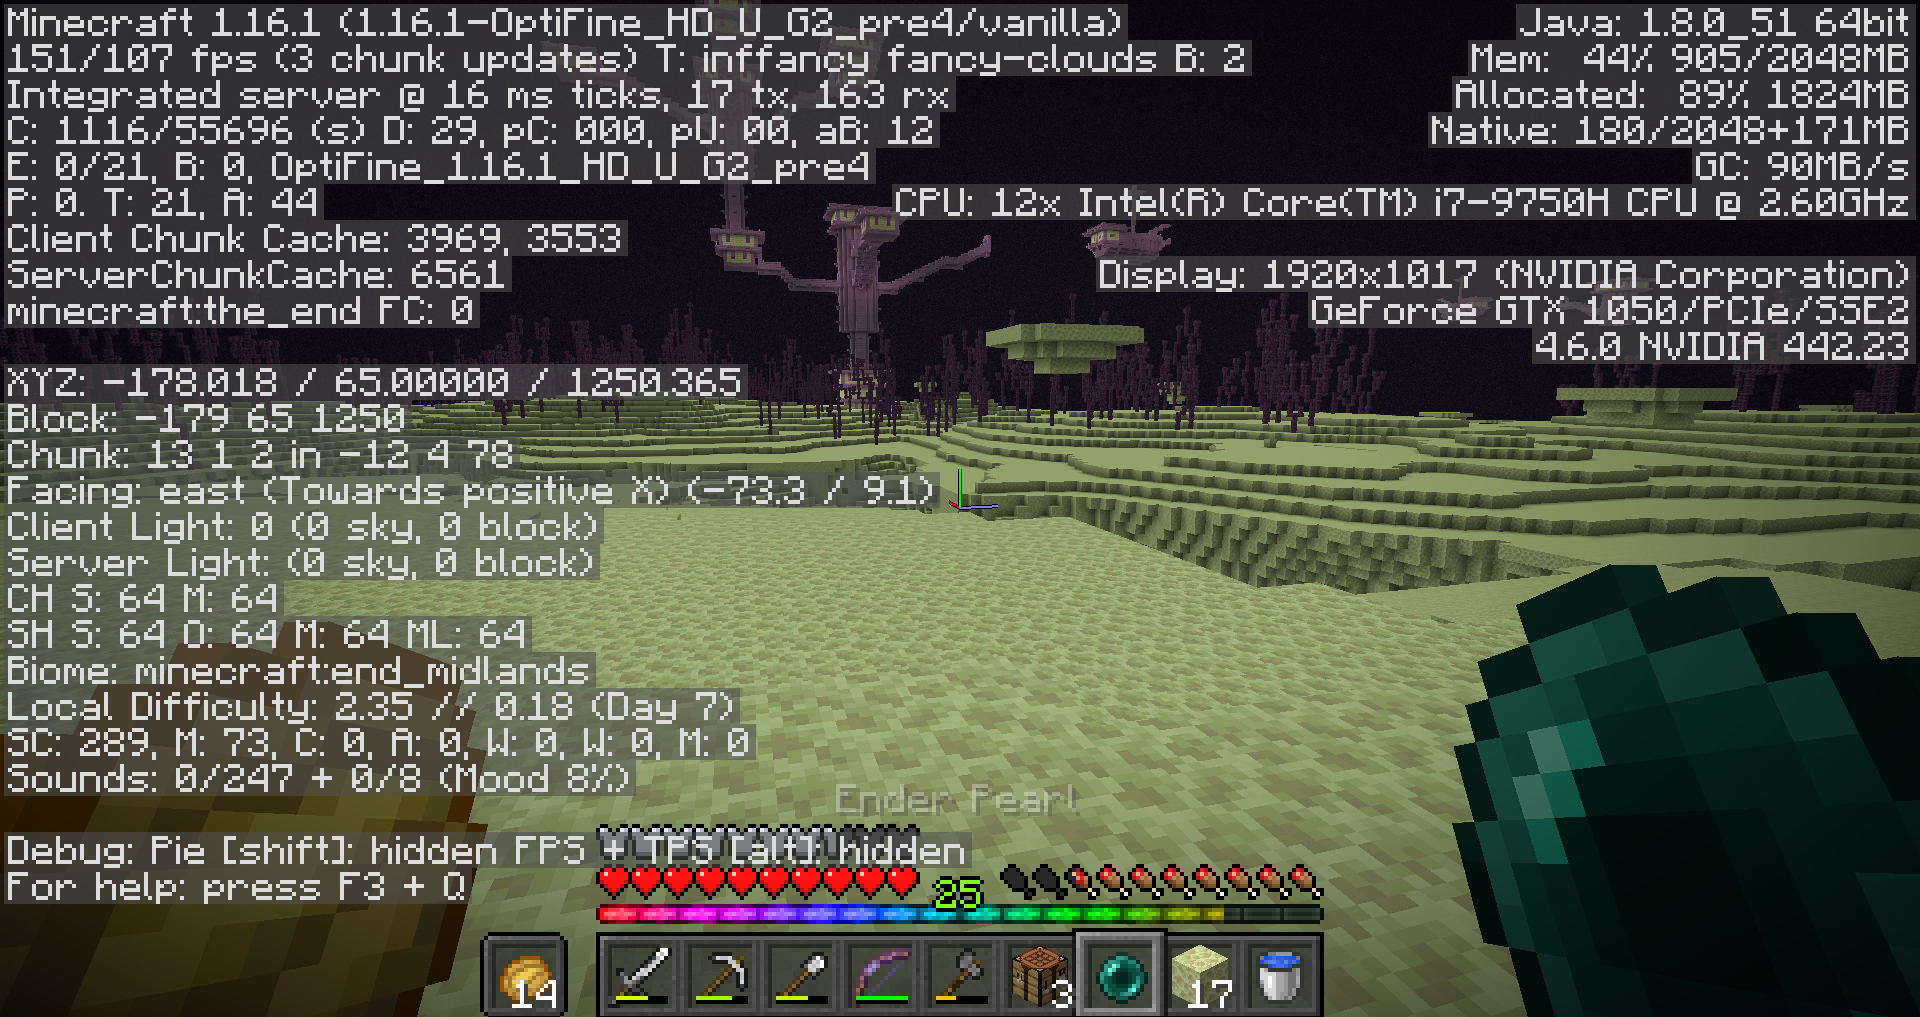 Minecraft 1.16.1 (1.16.1-OptiFine_HD_U_G2_pre4/vanilla)
151/107 fps (3 chunk updates) T: inffancy fancy-clouds B: 2
Integrated server @ 16 ms ticks, 17 tx, 163 rx
C: 1116/55696 (s) D: 29, pC: 000, pU: 00, aB: 12
E: 0/21, B: 0, OptiFine_1.16.1_HD_U_G2_pre4
P: 0. T: 21, A: 44
Client Chunk Cache: 3969, 3553
ServerChunkCache: 6561
minecraft:the_end FC: 0
XYZ: -178.018 / 65.00000 / 1250.365
Block: -179 65 1250
Chunk: 13 1 2 in -12 4 78
Facing: east (Towards positive X) (-73.3 / 9.1)
Client Light: 0 (0 sky, 0 block)
Server Light: (0 sky, 0 block)
CH S: 64 M: 64
SH S: 64 O: 64 M: 64 ML: 64
Biome: minecraft:end_midlands
Local Difficulty: 2.35 // 0.18 (Day 7)
SC: 289, M: 73, C: 0, A: 0, W: 0, W: 0, M: 0
Sounds: 0/247 + 0/8 (Mood 8%)
Debug: Pie [shift]: hidden FPS + TPS [alt]: hidden
For help: press F3 + Q
Java: 1.8.0_51 64bit
Mem: 44% 905/2048MB
Allocated: 89% 1824MB
Native: 180/2048+171MB
GC: 90MB/s
CPU: 12x Intel(R) Core(TM) i7-9750H CPU @ 2.60GHz
Display: 1920x1017 (NVIDIA Corporation)
GeForce GTX 1050/PCIe/SSE2
4.6.0 NVIDIA 442.23
Ender Pearl
25
14
3
17